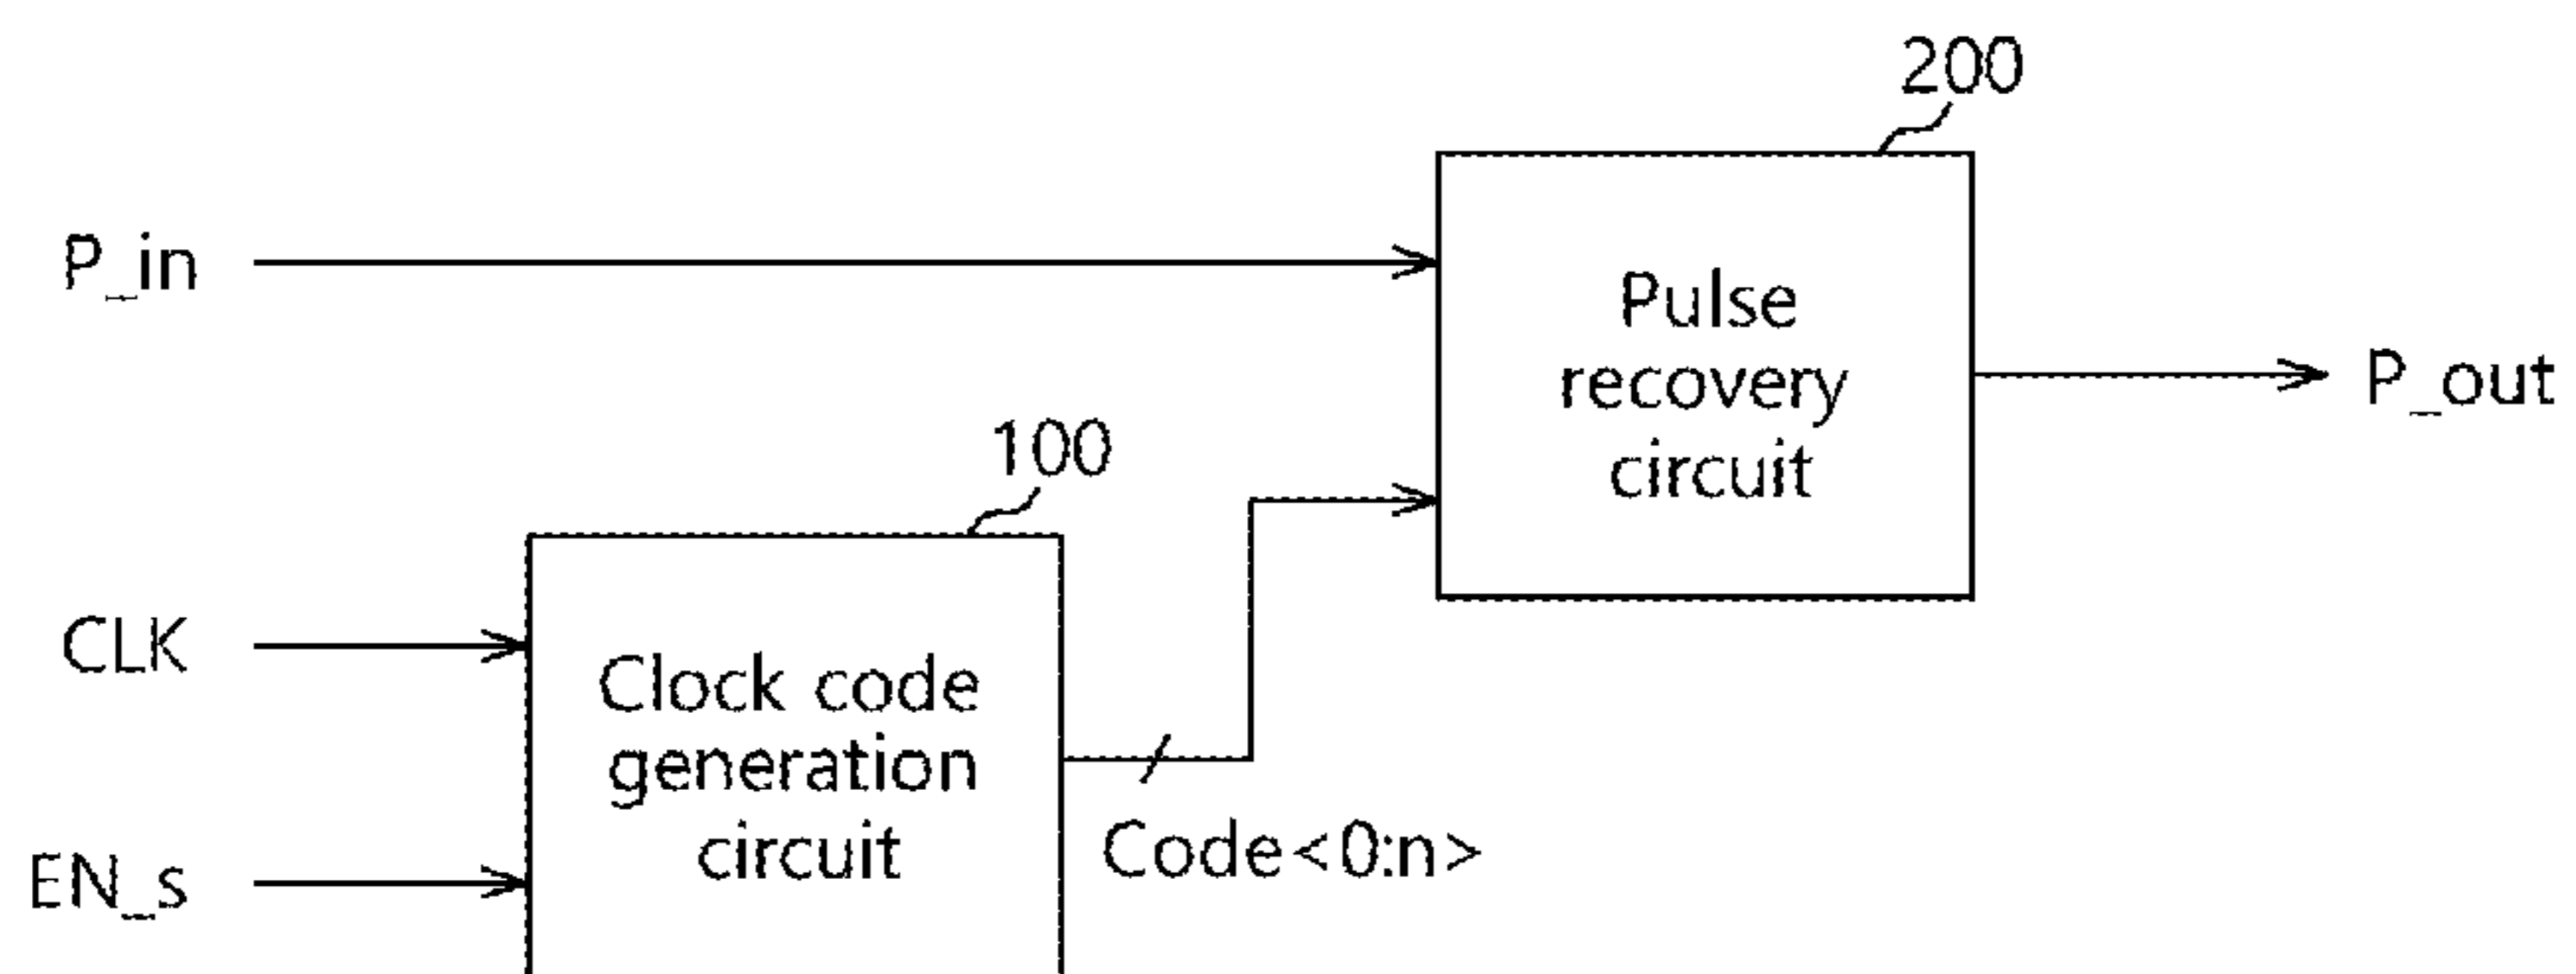 200
P_in
Pulse
recovery
circuit
P_out
100
CLK
Clock code
generation
circuit
Code<0:n>
EN_s